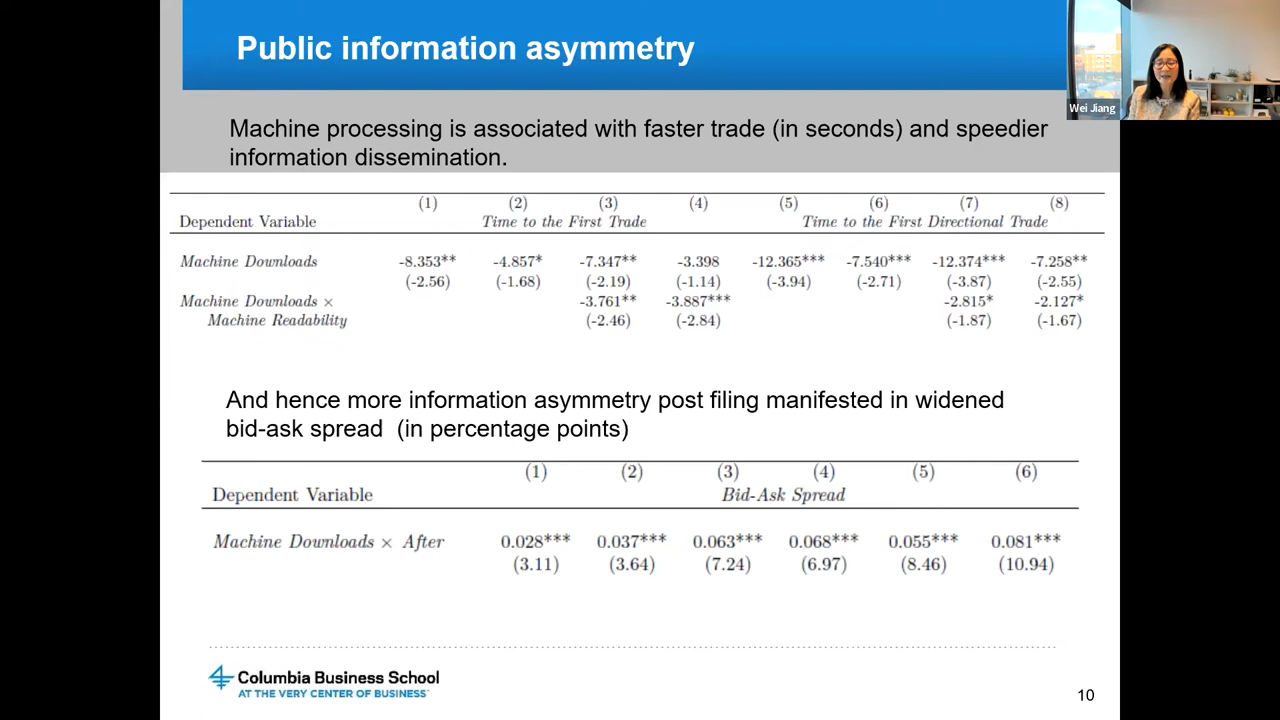 Public information asymmetry
Wei Jiang
Machine processing is associated with faster trade (in seconds) and speedier
information dissemination.
(1) (2) (3) (4) (5) (6) (7) (8)
Dependent Variable Time to the First Trade Time to the First Directional Trade
Machine Downloads -8.353** -4.857* -7.347** -3.398 -12.365*** -7.540*** -12.374*** -7.258**
(-2.56) (-1.68) (-2.19) (-1.14) (-3.94) (-2.71) (-3.87) (-2.55)
Machine Downloads × -3.761** -3.887*** -2.815* -2.127*
Machine Readability (-2.46) (-2.84) (-1.87) (-1.67)
And hence more information asymmetry post filing manifested in widened
bid-ask spread (in percentage points)
(1) (2) (3) (4) (5) (6)
Dependent Variable Bid-Ask Spread
Machine Downloads × After 0.028*** 0.037*** 0.063*** 0.068*** 0.055*** 0.081***
(3.11) (3.64) (7.24) (6.97) (8.46) (10.94)
Columbia Business School
AT THE VERY CENTER OF BUSINESS™
10